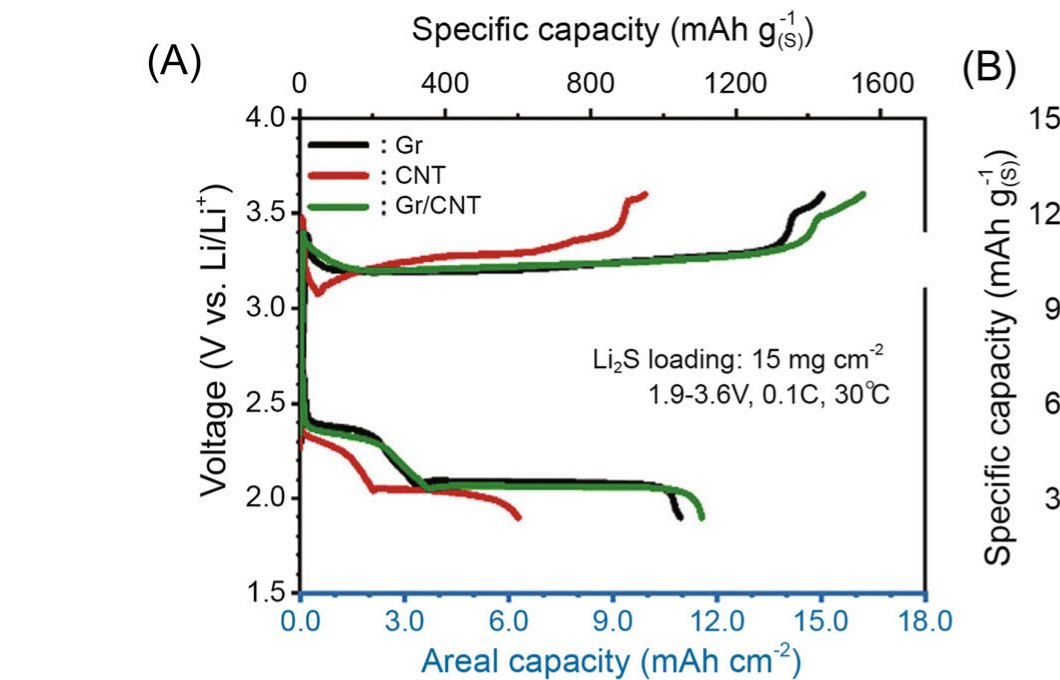 Specific capacity (mAh g⁻¹₍S₎)
(A)
0 400 800 1200 1600
4.0
3.5
3.0
2.5
2.0
1.5
Voltage (V vs. Li/Li⁺)
: Gr
: CNT
: Gr/CNT
Li₂S loading: 15 mg cm⁻²
1.9-3.6V, 0.1C, 30°C
0.0 3.0 6.0 9.0 12.0 15.0 18.0
Areal capacity (mAh cm⁻²)
(B)
15
12
9
6
3
Specific capacity (mAh g⁻¹₍S₎)